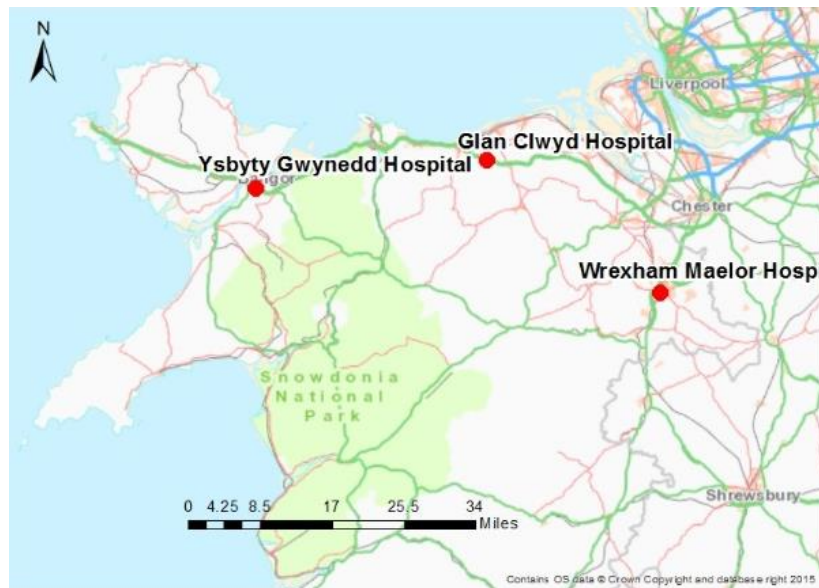 N
Liverpool
Glan Clwyd Hospital
Ysbyty Gwynedd Hospital
Bangor
Chester
Wrexham Maelor Hosp
Snowdonia
National
Park
0 4.25 8.5 17 25.5 34
Miles
Shrewsbury
Contains OS data © Crown Copyright and database right 2015